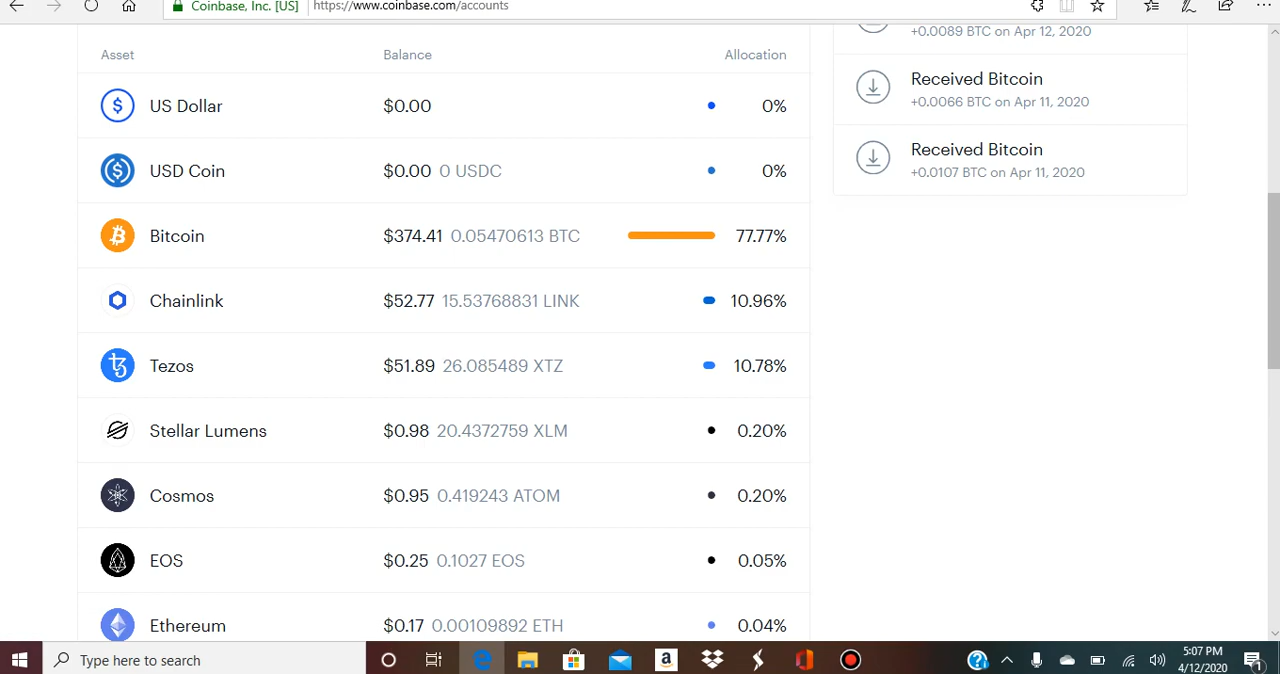 Coinbase, Inc. [US] https://www.coinbase.com/accounts
Asset Balance Allocation
US Dollar $0.00 0%
USD Coin $0.00 0 USDC 0%
Bitcoin $374.41 0.05470613 BTC 77.77%
Chainlink $52.77 15.53768831 LINK 10.96%
Tezos $51.89 26.085489 XTZ 10.78%
Stellar Lumens $0.98 20.4372759 XLM 0.20%
Cosmos $0.95 0.419243 ATOM 0.20%
EOS $0.25 0.1027 EOS 0.05%
Ethereum $0.17 0.00109892 ETH 0.04%
+0.0089 BTC on Apr 12, 2020
Received Bitcoin
+0.0066 BTC on Apr 11, 2020
Received Bitcoin
+0.0107 BTC on Apr 11, 2020
Type here to search
5:07 PM
4/12/2020
1